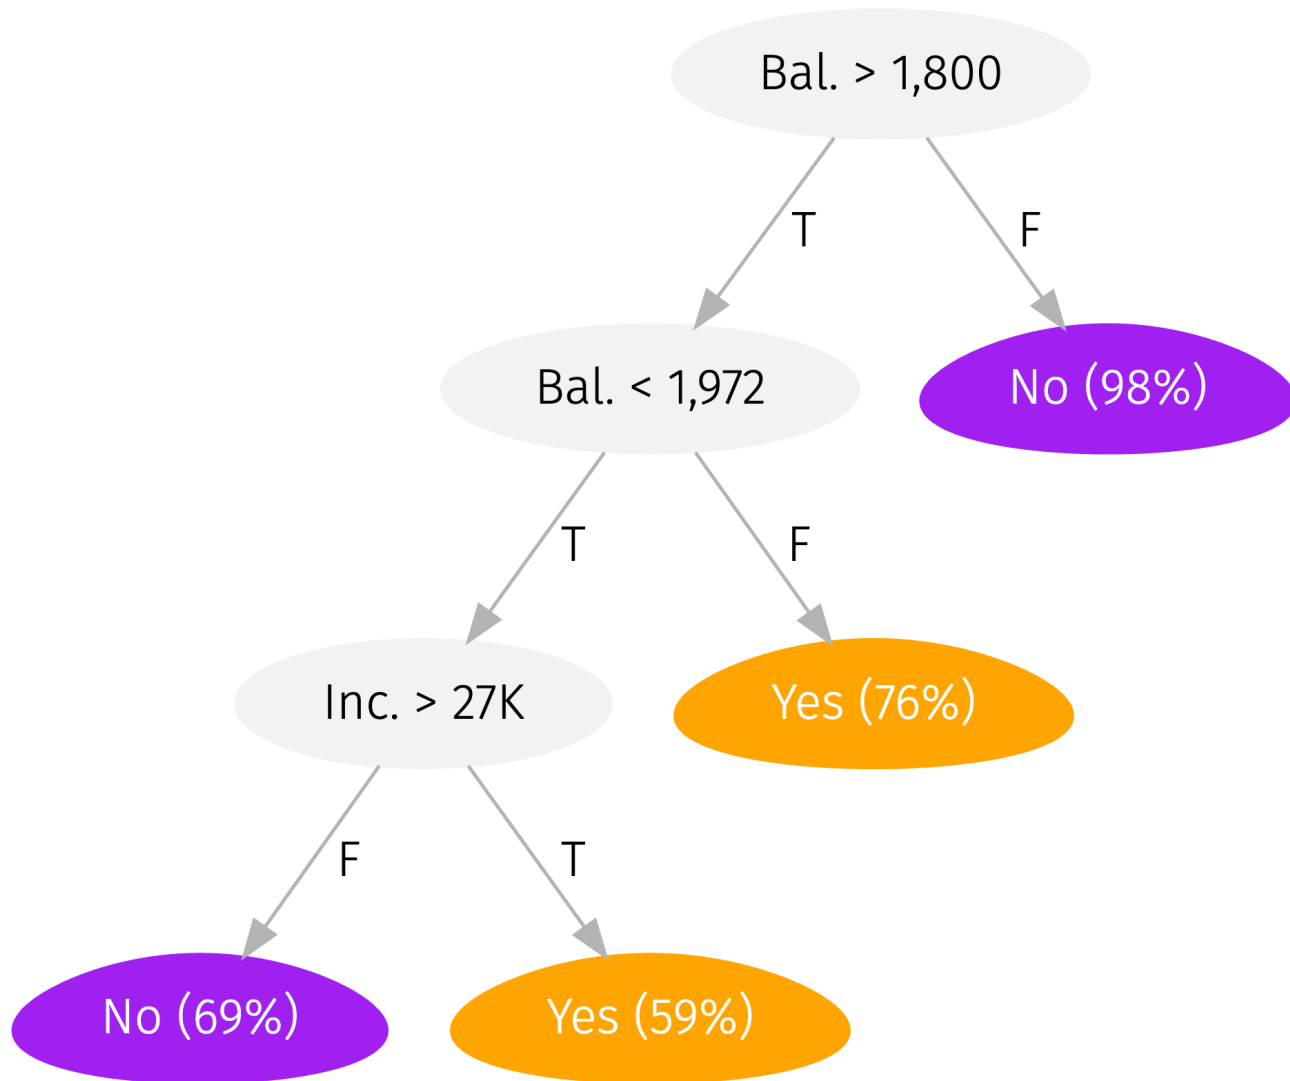 Bal. > 1,800
T
F
Bal. < 1,972
No (98%)
T
F
Inc. > 27K
Yes (76%)
F
T
No (69%)
Yes (59%)